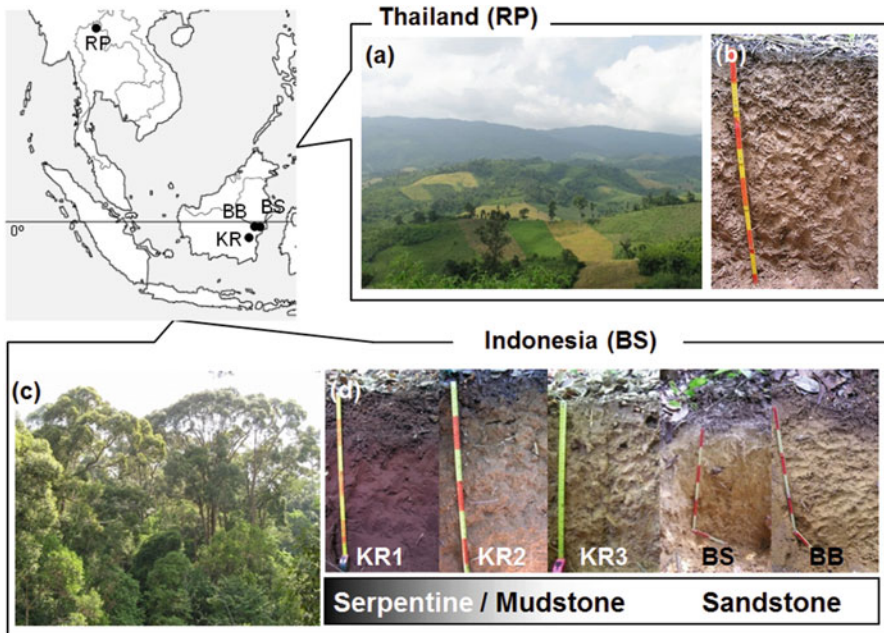 Thailand (RP)
RP
(a)
(b)
BB
BS
0°
KR
Indonesia (BS)
(c)
(d)
KR1
KR2
KR3
BS
BB
Serpentine / Mudstone
Sandstone